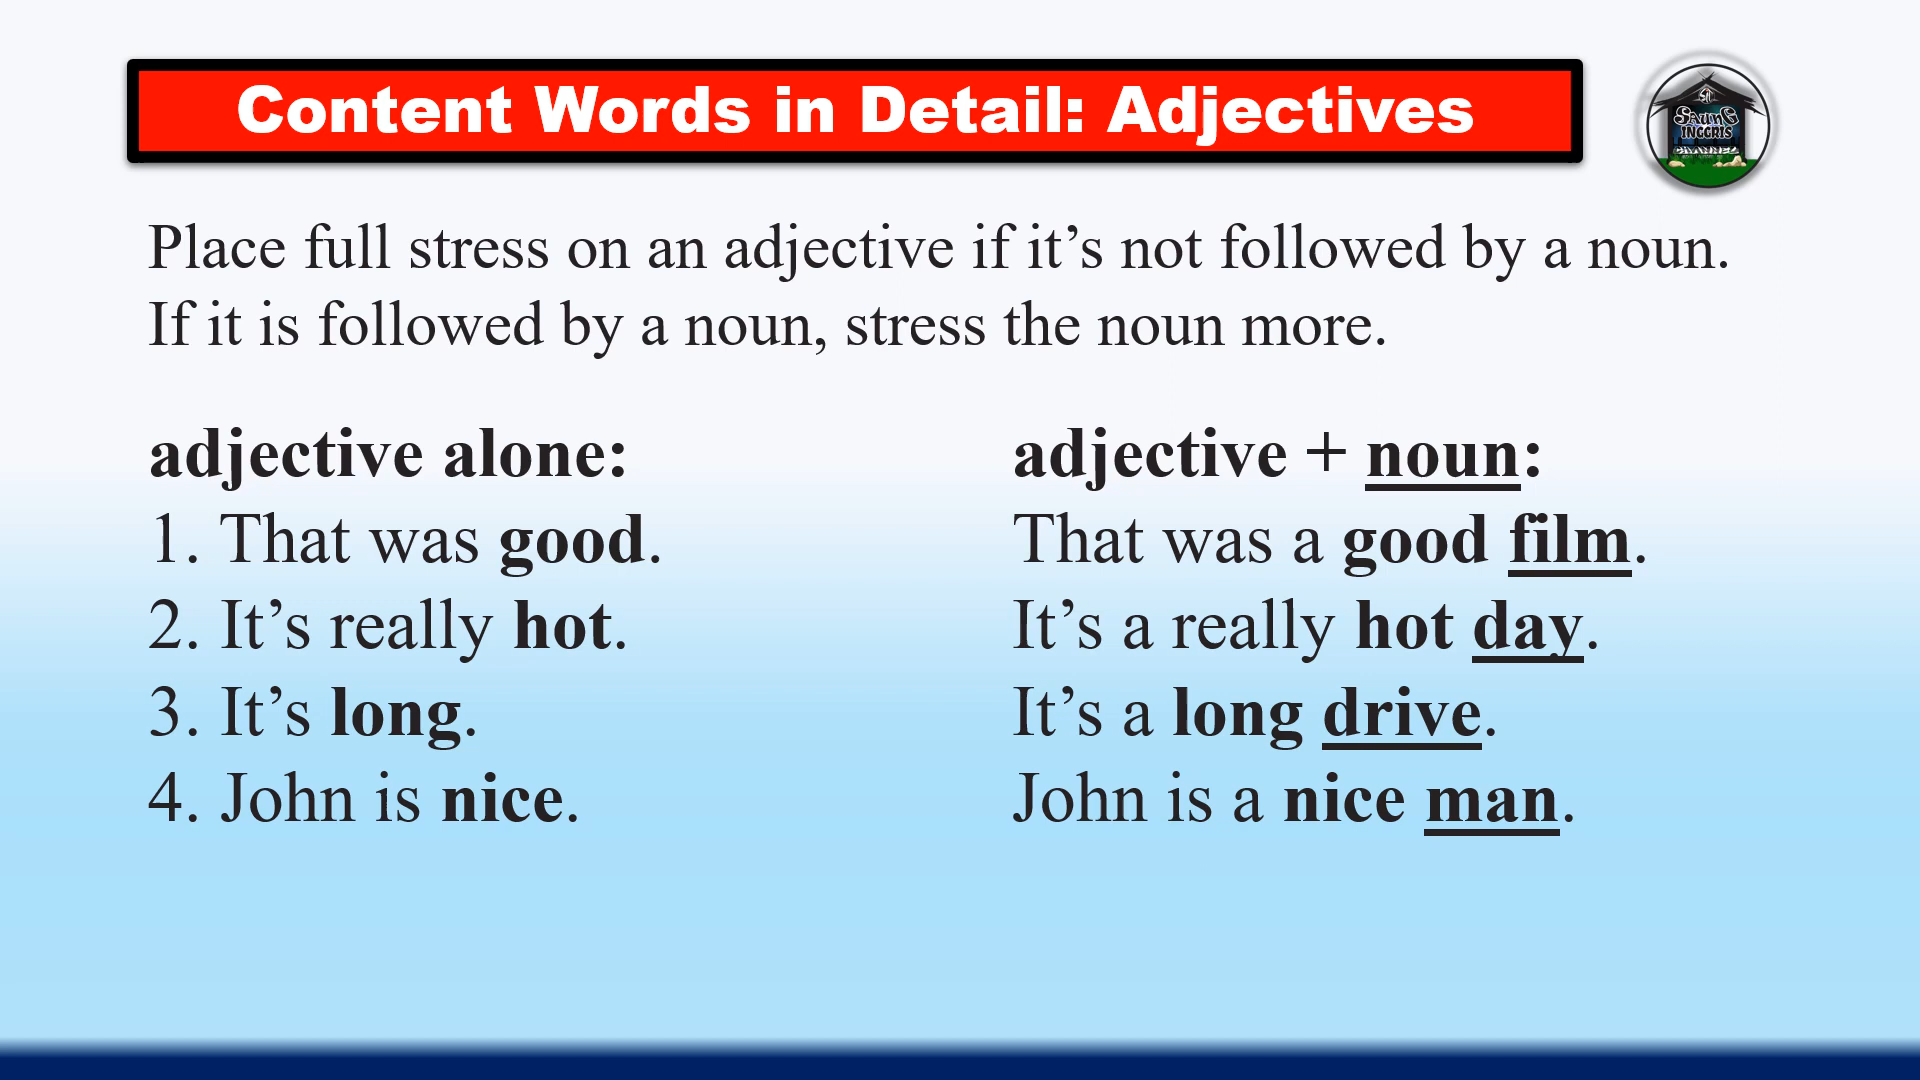 Content Words in Detail: Adjectives
SAUNG
INGGRIS
CHANNEL
Place full stress on an adjective if it’s not followed by a noun.
If it is followed by a noun, stress the noun more.
adjective alone:
1. That was good.
2. It’s really hot.
3. It’s long.
4. John is nice.
adjective + noun:
That was a good film.
It’s a really hot day.
It’s a long drive.
John is a nice man.